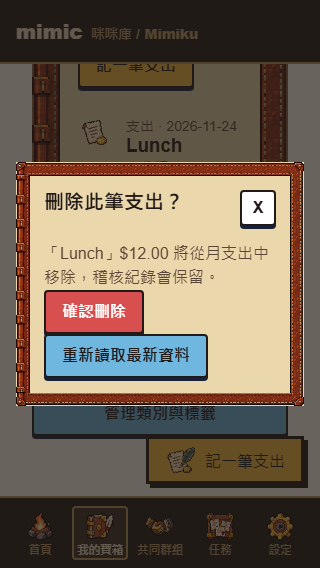 mimic 咪咪庫 / Mimiku
記一筆支出
支出 · 2026-11-24
Lunch
刪除此筆支出？
X
「Lunch」$12.00 將從月支出中
移除，稽核紀錄會保留。
確認刪除
重新讀取最新資料
管理類別與標籤
記一筆支出
首頁 我的寶箱 共同群組 任務 設定